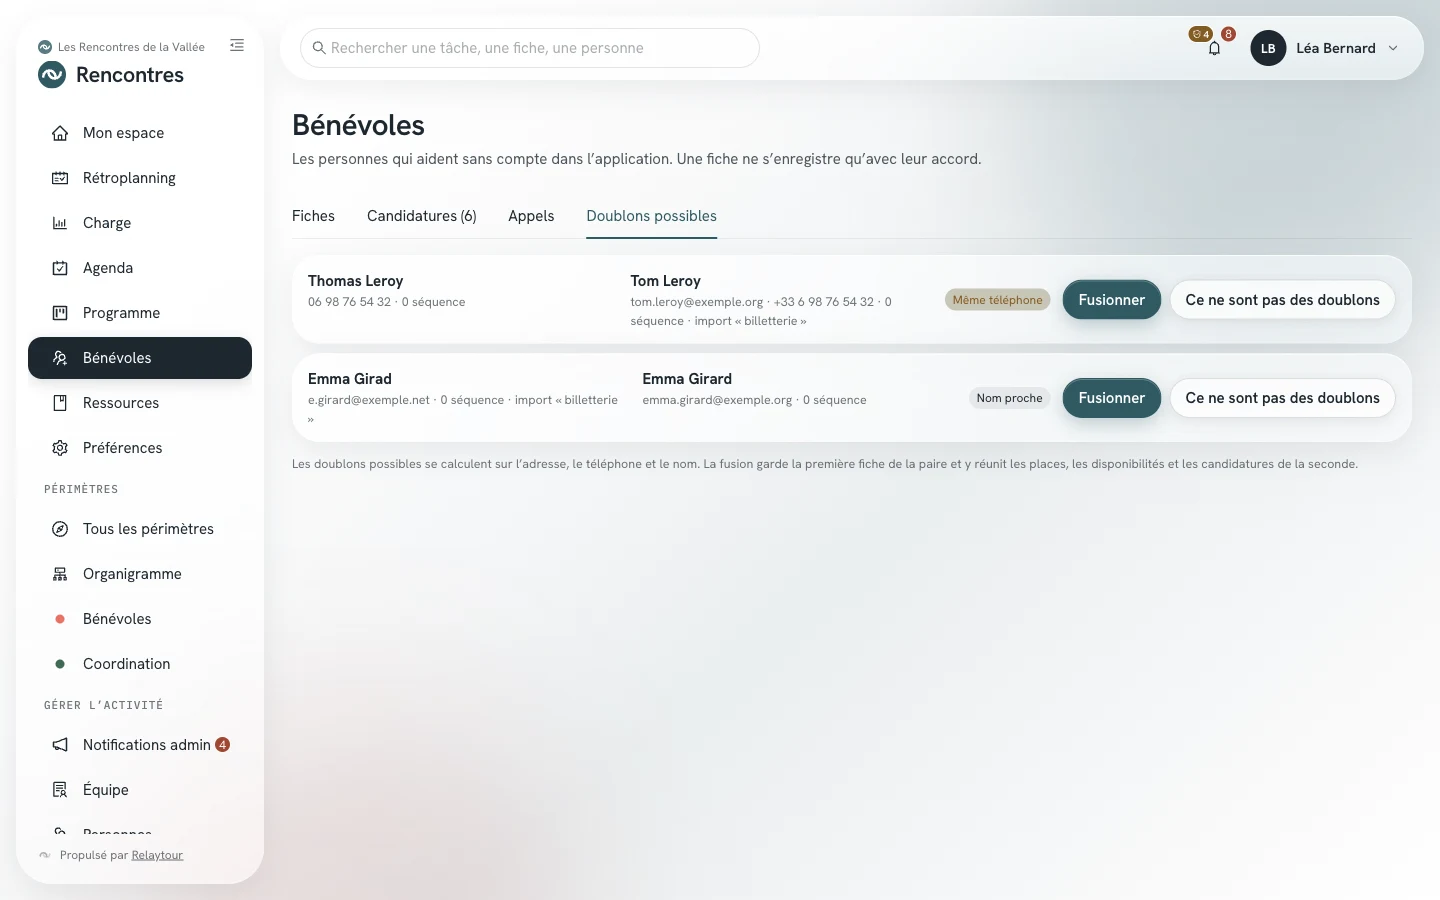 Les Rencontres de la Vallée
Rencontres
Mon espace
Rétroplanning
Charge
Agenda
Programme
Bénévoles
Ressources
Préférences
PÉRIMÈTRES
Tous les périmètres
Organigramme
Bénévoles
Coordination
GÉRER L’ACTIVITÉ
Notifications admin 4
Équipe
Personnes
Propulsé par Relaytour
Rechercher une tâche, une fiche, une personne
4
8
LB
Léa Bernard
Bénévoles
Les personnes qui aident sans compte dans l’application. Une fiche ne s’enregistre qu’avec leur accord.
Fiches
Candidatures (6)
Appels
Doublons possibles
Thomas Leroy
06 98 76 54 32 · 0 séquence
Tom Leroy
tom.leroy@exemple.org · +33 6 98 76 54 32 · 0
séquence · import « billetterie »
Même téléphone
Fusionner
Ce ne sont pas des doublons
Emma Girad
e.girard@exemple.net · 0 séquence · import « billetterie
»
Emma Girard
emma.girard@exemple.org · 0 séquence
Nom proche
Fusionner
Ce ne sont pas des doublons
Les doublons possibles se calculent sur l’adresse, le téléphone et le nom. La fusion garde la première fiche de la paire et y réunit les places, les disponibilités et les candidatures de la seconde.